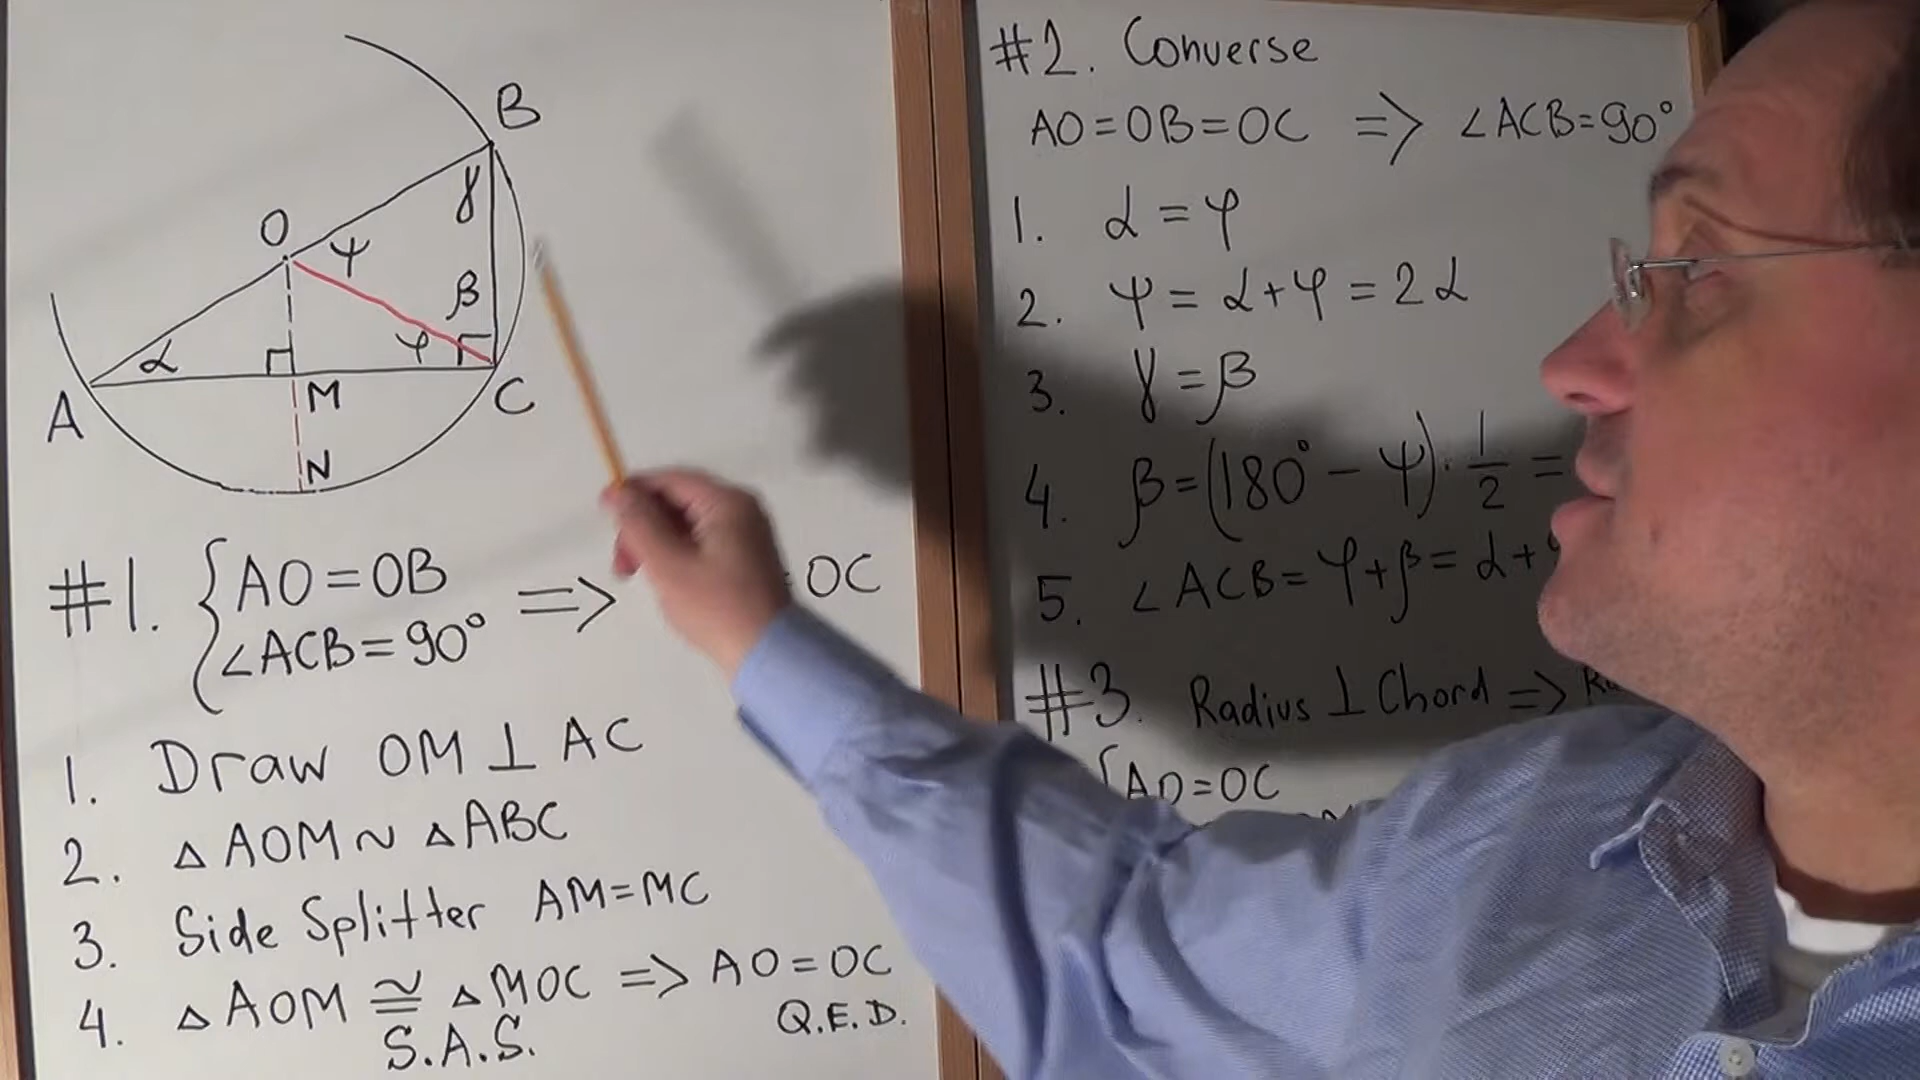 B
γ
O
ψ
β
α
φ
A
M
C
N
#1. { AO = OB
∠ACB = 90° => = OC
1. Draw OM ⊥ AC
2. △AOM ~ △ABC
3. Side Splitter AM = MC
4. △AOM ≅ △MOC => AO = OC
S.A.S. Q.E.D.
#2. Converse
AO = OB = OC => ∠ACB = 90°
1. α = φ
2. ψ = α + φ = 2α
3. γ = β
4. β = (180° - ψ) · 1/2 =
5. ∠ACB = φ + β = α +
#3. Radius ⊥ Chord =>
{ AO = OC